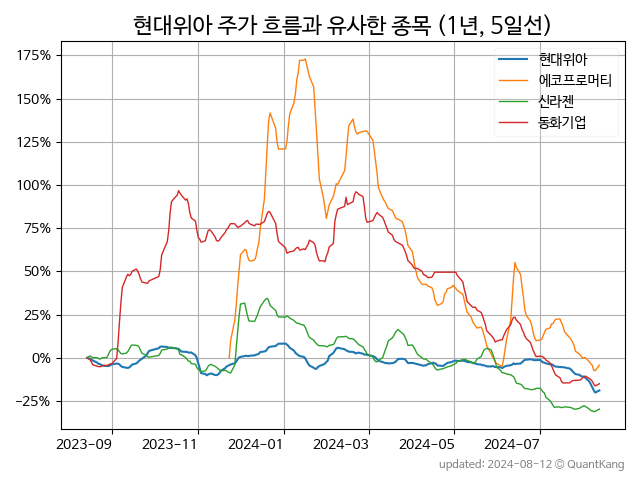 현대위아 주가 흐름과 유사한 종목 (1년, 5일선)
현대위아
에코프로머티
신라젠
동화기업
175%
150%
125%
100%
75%
50%
25%
0%
−25%
2023-09 2023-11 2024-01 2024-03 2024-05 2024-07
updated: 2024-08-12 © QuantKang